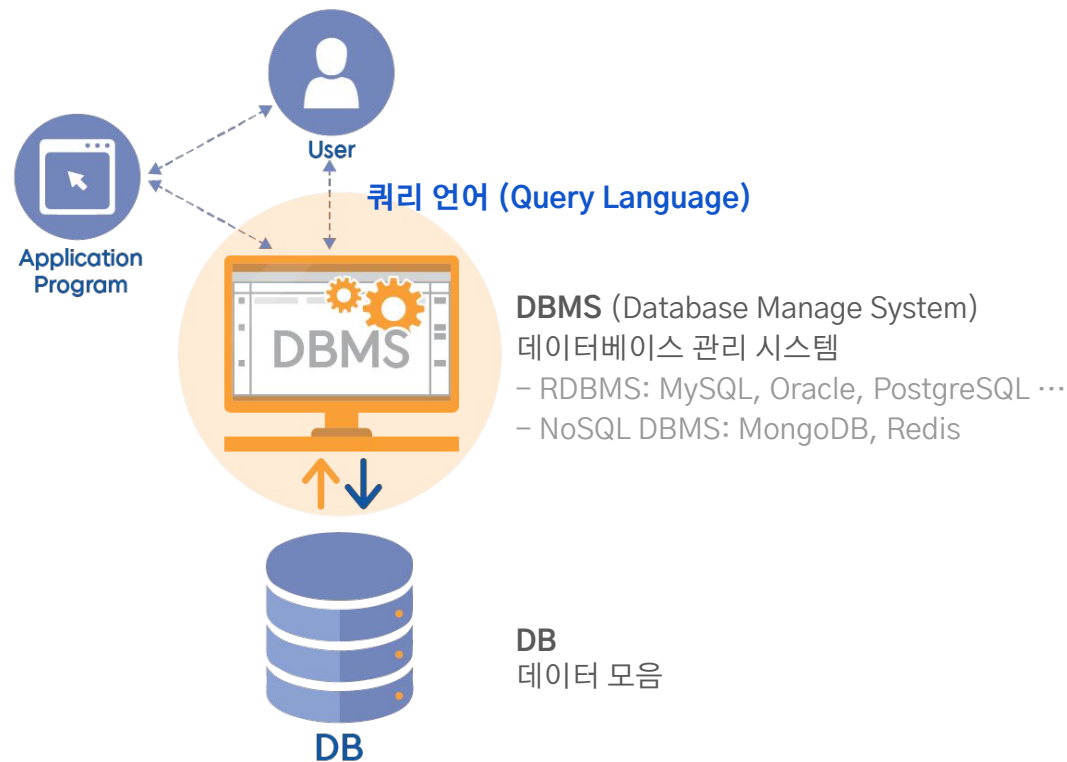 User
쿼리 언어 (Query Language)
Application
Program
DBMS
DBMS (Database Manage System)
데이터베이스 관리 시스템
- RDBMS: MySQL, Oracle, PostgreSQL …
- NoSQL DBMS: MongoDB, Redis
DB
데이터 모음
DB